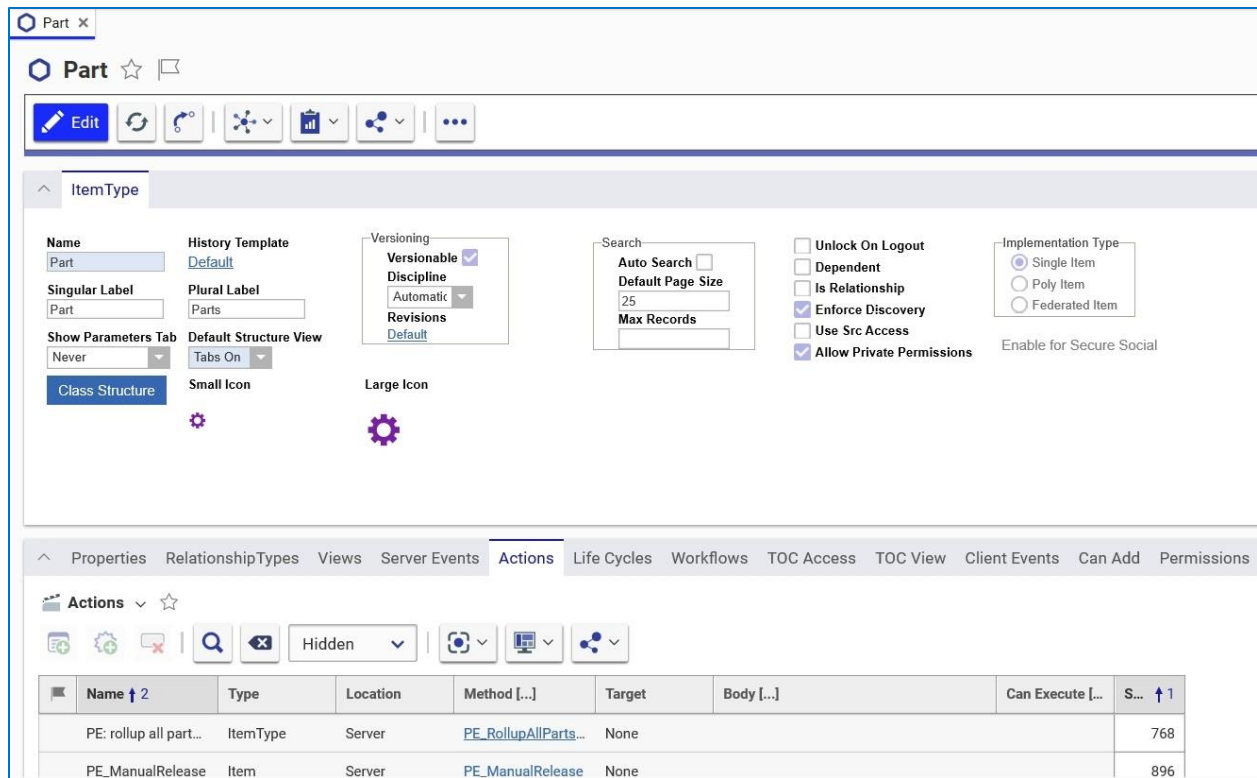 Part
Part
Edit
ItemType
Name
Part
History Template
Default
Singular Label
Part
Plural Label
Parts
Show Parameters Tab
Never
Default Structure View
Tabs On
Class Structure
Small Icon
Large Icon
Versioning
Versionable
Discipline
Automatic
Revisions
Default
Search
Auto Search
Default Page Size
25
Max Records
Unlock On Logout
Dependent
Is Relationship
Enforce Discovery
Use Src Access
Allow Private Permissions
Implementation Type
Single Item
Poly Item
Federated Item
Enable for Secure Social
Properties RelationshipTypes Views Server Events Actions Life Cycles Workflows TOC Access TOC View Client Events Can Add Permissions
Actions
Hidden
Name 2 Type Location Method [...] Target Body [...] Can Execute [... S... 1
PE: rollup all part... ItemType Server PE_RollupAllParts... None 768
PE_ManualRelease Item Server PE_ManualRelease None 896